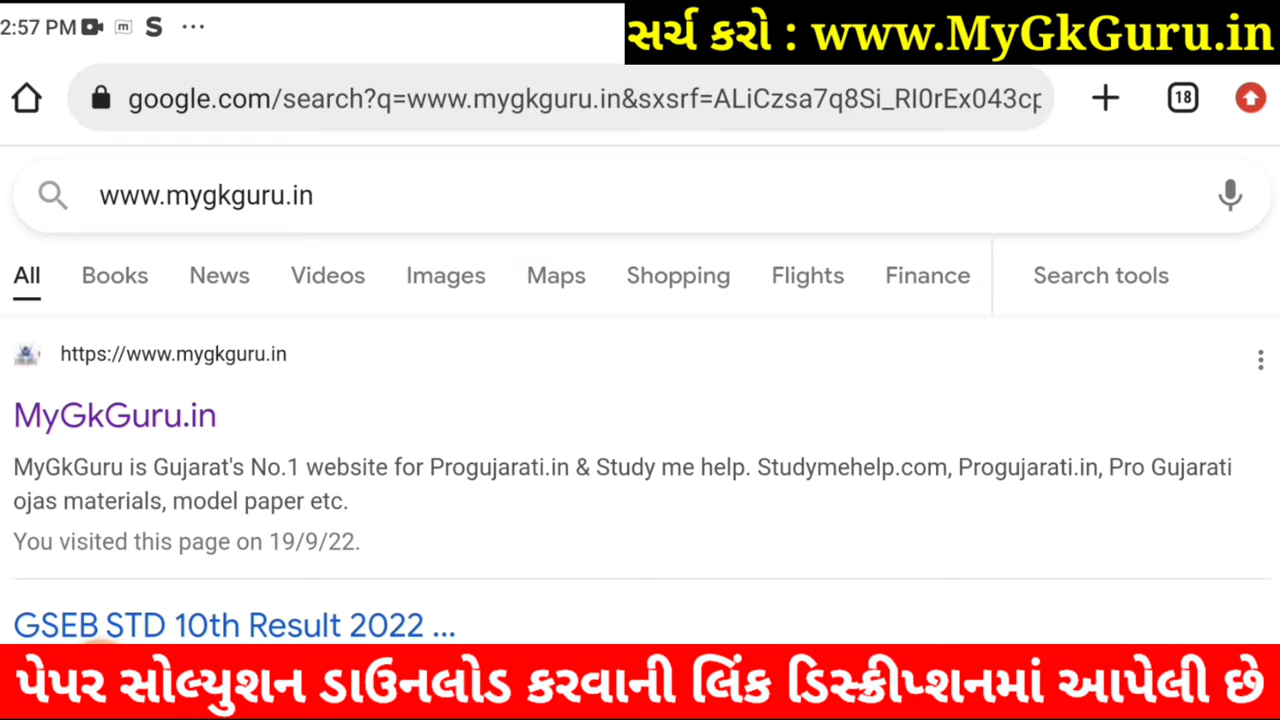 2:57 PM m S ...
સર્ચ કરો : www.MyGkGuru.in
google.com/search?q=www.mygkguru.in&sxsrf=ALiCzsa7q8Si_RI0rEx043cp
18
www.mygkguru.in
All Books News Videos Images Maps Shopping Flights Finance Search tools
https://www.mygkguru.in
MyGkGuru.in
MyGkGuru is Gujarat's No.1 website for Progujarati.in & Study me help. Studymehelp.com, Progujarati.in, Pro Gujarati
ojas materials, model paper etc.
You visited this page on 19/9/22.
GSEB STD 10th Result 2022 ...
પેપર સોલ્યુશન ડાઉનલોડ કરવાની લિંક ડિસ્ક્રીપ્શનમાં આપેલી છે